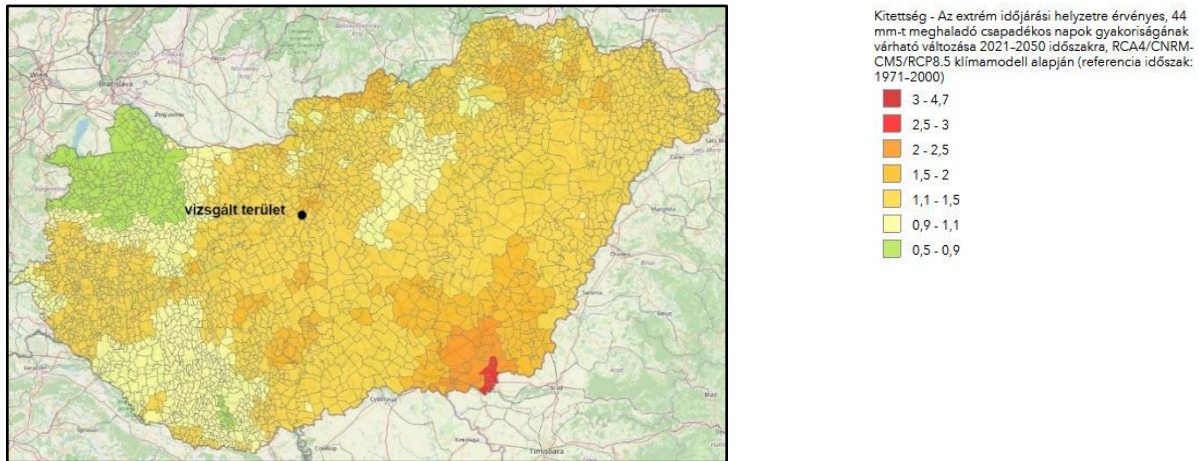 Kitettség - Az extrém időjárási helyzetre érvényes, 44
mm-t meghaladó csapadékos napok gyakoriságának
várható változása 2021-2050 időszakra, RCA4/CNRM-
CM5/RCP8.5 klímamodell alapján (referencia időszak:
1971-2000)
3 - 4,7
2,5 - 3
2 - 2,5
1,5 - 2
1,1 - 1,5
0,9 - 1,1
0,5 - 0,9
Wien
Bratislava
vizsgált terület
Arad
Timișoara